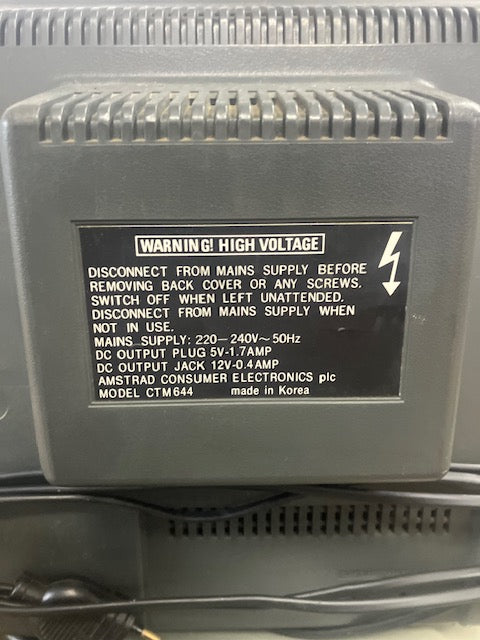 WARNING! HIGH VOLTAGE
DISCONNECT FROM MAINS SUPPLY BEFORE
REMOVING BACK COVER OR ANY SCREWS.
SWITCH OFF WHEN LEFT UNATTENDED.
DISCONNECT FROM MAINS SUPPLY WHEN
NOT IN USE.
MAINS SUPPLY: 220—240V~50Hz
DC OUTPUT PLUG 5V-1.7AMP
DC OUTPUT JACK 12V-0.4AMP
AMSTRAD CONSUMER ELECTRONICS plc
MODEL CTM644 made in Korea